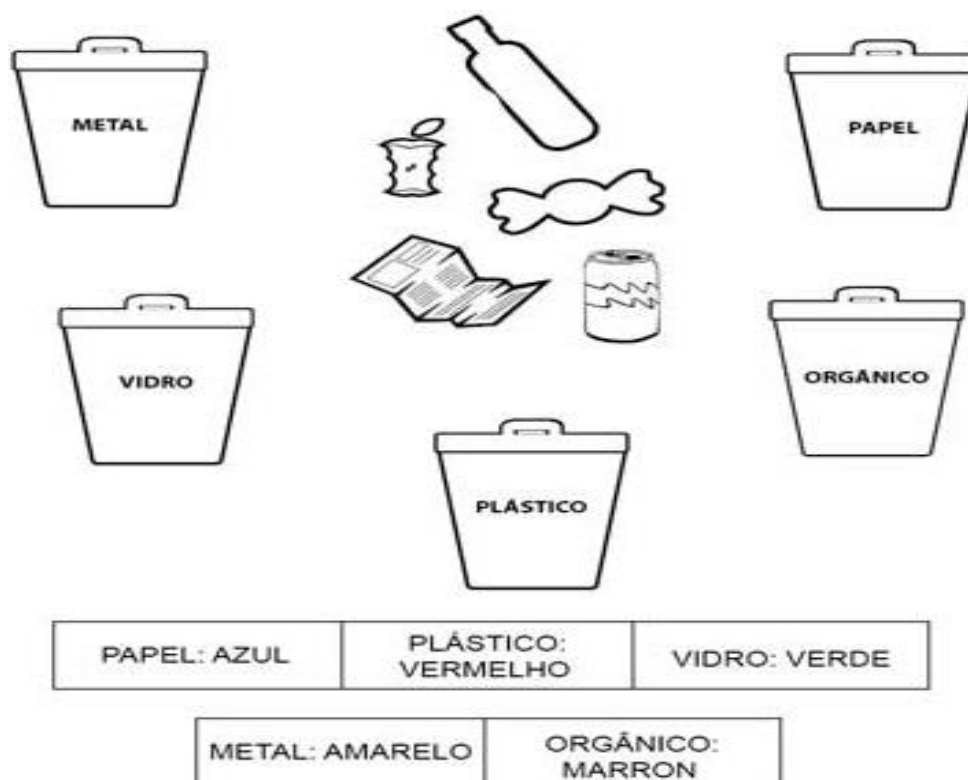 METAL
PAPEL
VIDRO
ORGÂNICO
PLÁSTICO
PAPEL: AZUL
PLÁSTICO:
VERMELHO
VIDRO: VERDE
METAL: AMARELO
ORGÂNICO:
MARRON